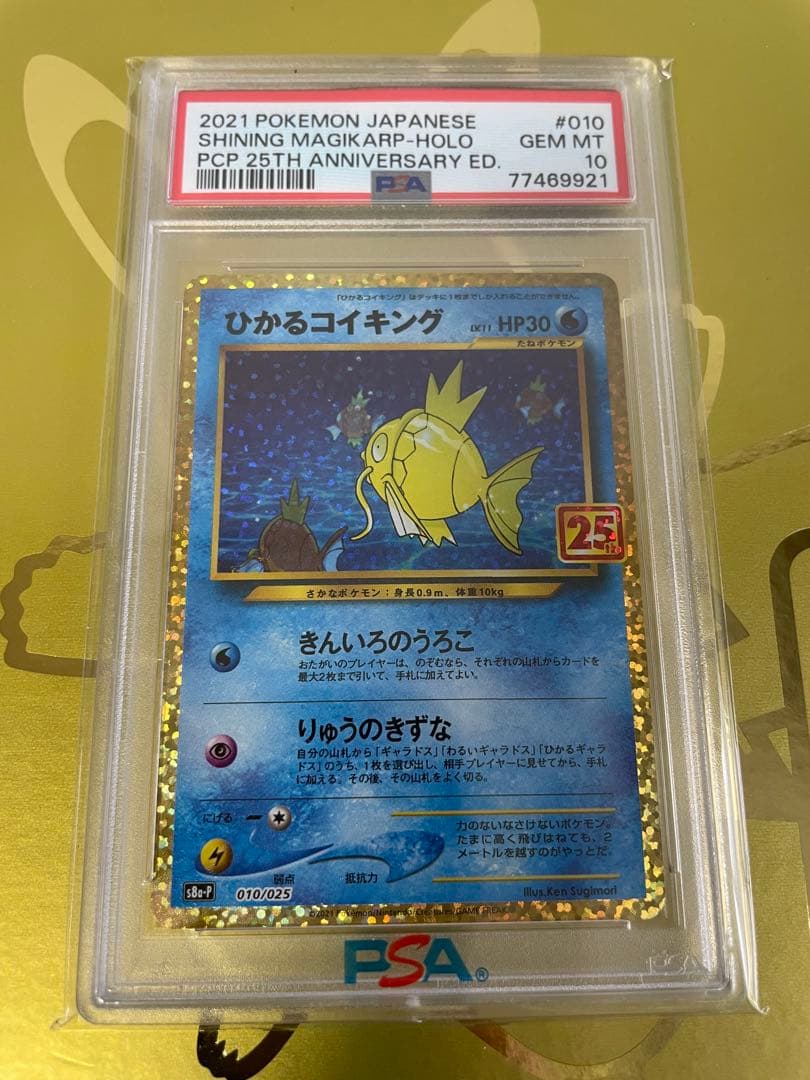 2021 POKEMON JAPANESE #010
SHINING MAGIKARP-HOLO GEM MT
PCP 25TH ANNIVERSARY ED. 10
PSA 77469921
「ひかるコイキング」はデッキに1枚までしか入れることができません。
ひかるコイキング LV.11 HP30
たねポケモン
25
さかなポケモン：身長0.9m、体重10kg
きんいろのうろこ
おたがいのプレイヤーは、のぞむなら、それぞれの山札からカードを
最大2枚まで引いて、手札に加えてよい。
りゅうのきずな
自分の山札から「ギャラドス」「わるいギャラドス」「ひかるギャラ
ドス」のうち、1枚を選び出し、相手プレイヤーに見せてから、手札
に加える。その後、その山札をよく切る。
にげる
力のないなさけないポケモン。
たまに高く飛びはねても、2
メートルを越すのがやっとだ。
弱点 抵抗力
s8a-P 010/025 Illus.Ken Sugimori
©2021 Pokémon/Nintendo/Creatures/GAME FREAK
PSA®
PSA